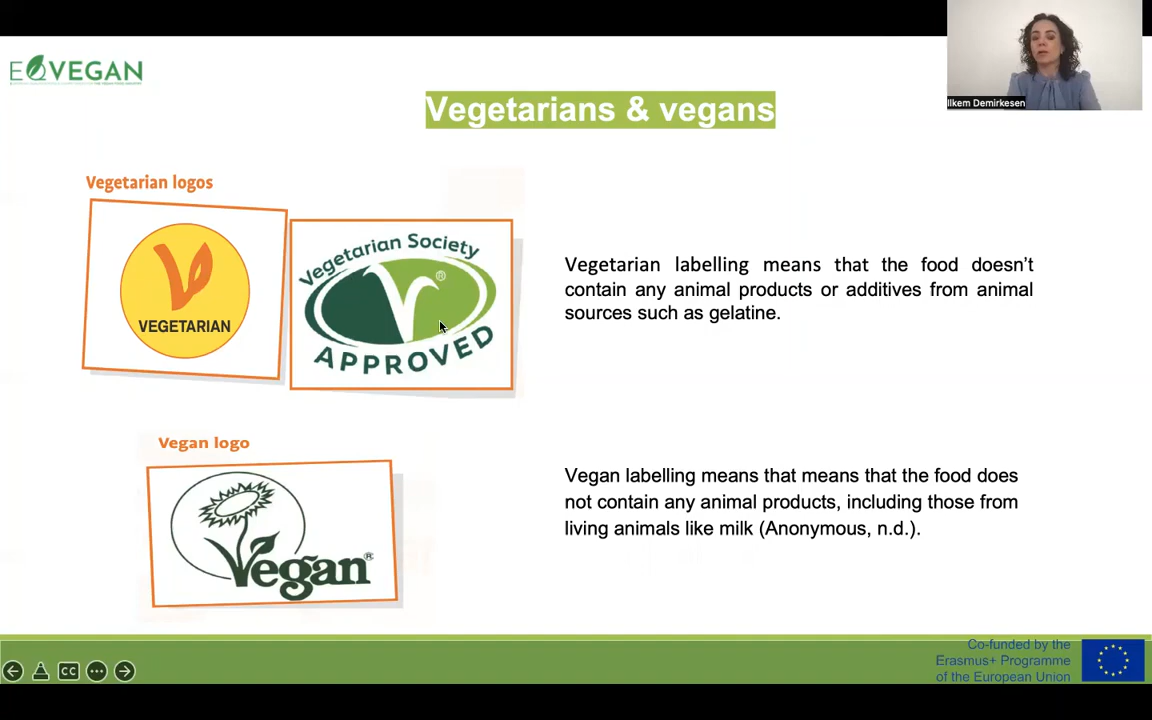 EQVEGAN
Ilkem Demirkesen
Vegetarians & vegans
Vegetarian logos
VEGETARIAN
Vegetarian Society
®
APPROVED
Vegetarian labelling means that the food doesn't
contain any animal products or additives from animal
sources such as gelatine.
Vegan logo
Vegan®
Vegan labelling means that means that the food does
not contain any animal products, including those from
living animals like milk (Anonymous, n.d.).
Co-funded by the
Erasmus+ Programme
of the European Union
CC